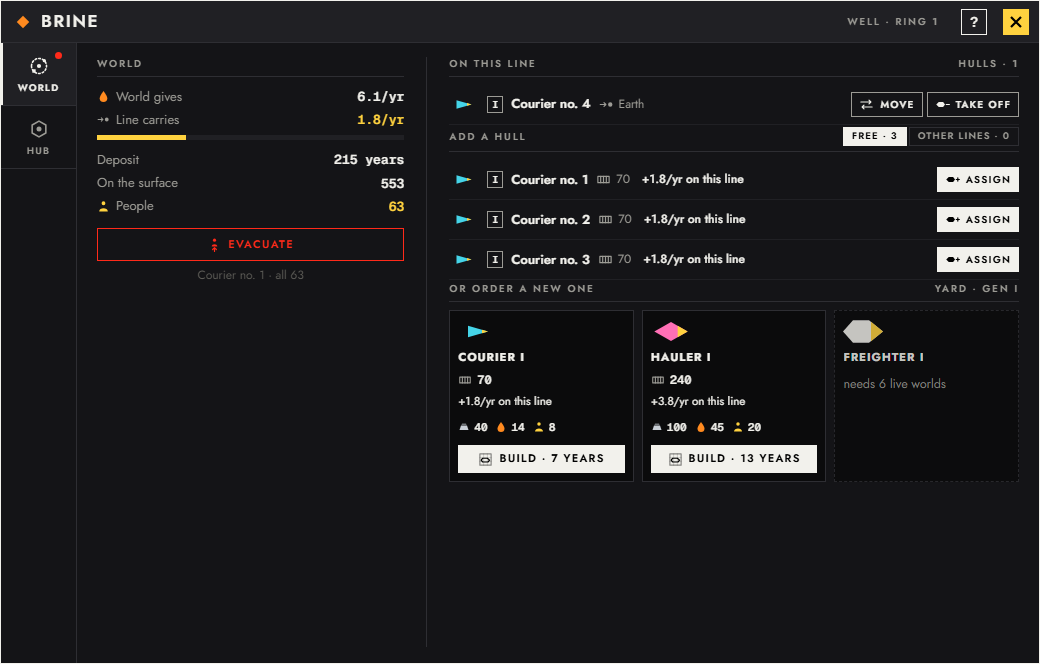 BRINE
WELL · RING 1
?
WORLD
HUB
WORLD
World gives 6.1/yr
Line carries 1.8/yr
Deposit 215 years
On the surface 553
People 63
EVACUATE
Courier no. 1 · all 63
ON THIS LINE HULLS · 1
I Courier no. 4 Earth MOVE TAKE OFF
ADD A HULL FREE · 3 OTHER LINES · 0
I Courier no. 1 70 +1.8/yr on this line ASSIGN
I Courier no. 2 70 +1.8/yr on this line ASSIGN
I Courier no. 3 70 +1.8/yr on this line ASSIGN
OR ORDER A NEW ONE YARD · GEN I
COURIER I
70
+1.8/yr on this line
40 14 8
BUILD · 7 YEARS
HAULER I
240
+3.8/yr on this line
100 45 20
BUILD · 13 YEARS
FREIGHTER I
needs 6 live worlds